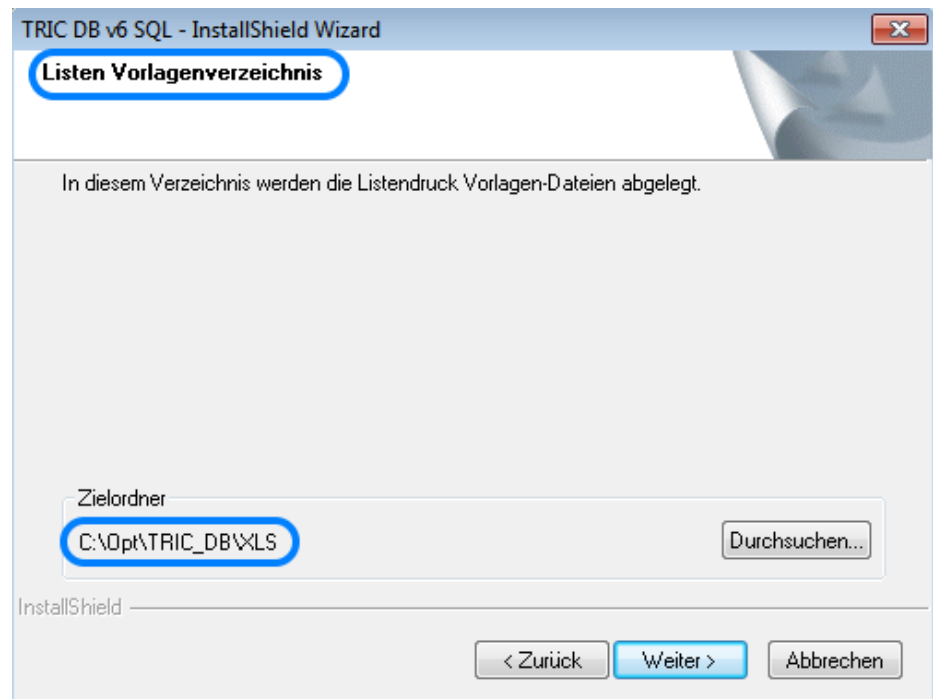 TRIC DB v6 SQL - InstallShield Wizard
Listen Vorlagenverzeichnis
In diesem Verzeichnis werden die Listendruck Vorlagen-Dateien abgelegt.
Zielordner
C:\Opt\TRIC_DB\XLS
Durchsuchen...
InstallShield
< Zurück Weiter > Abbrechen